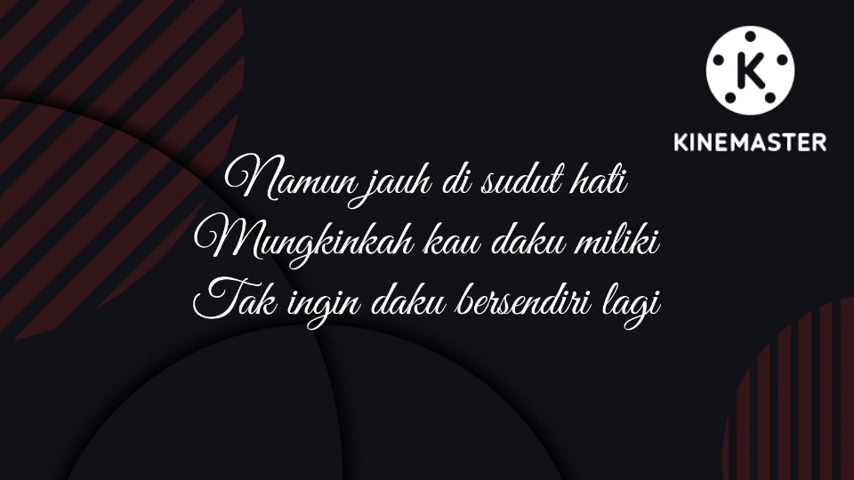 KINEMASTER
Namun jauh di sudut hati
Mungkinkah kau daku miliki
Tak ingin daku bersendiri lagi